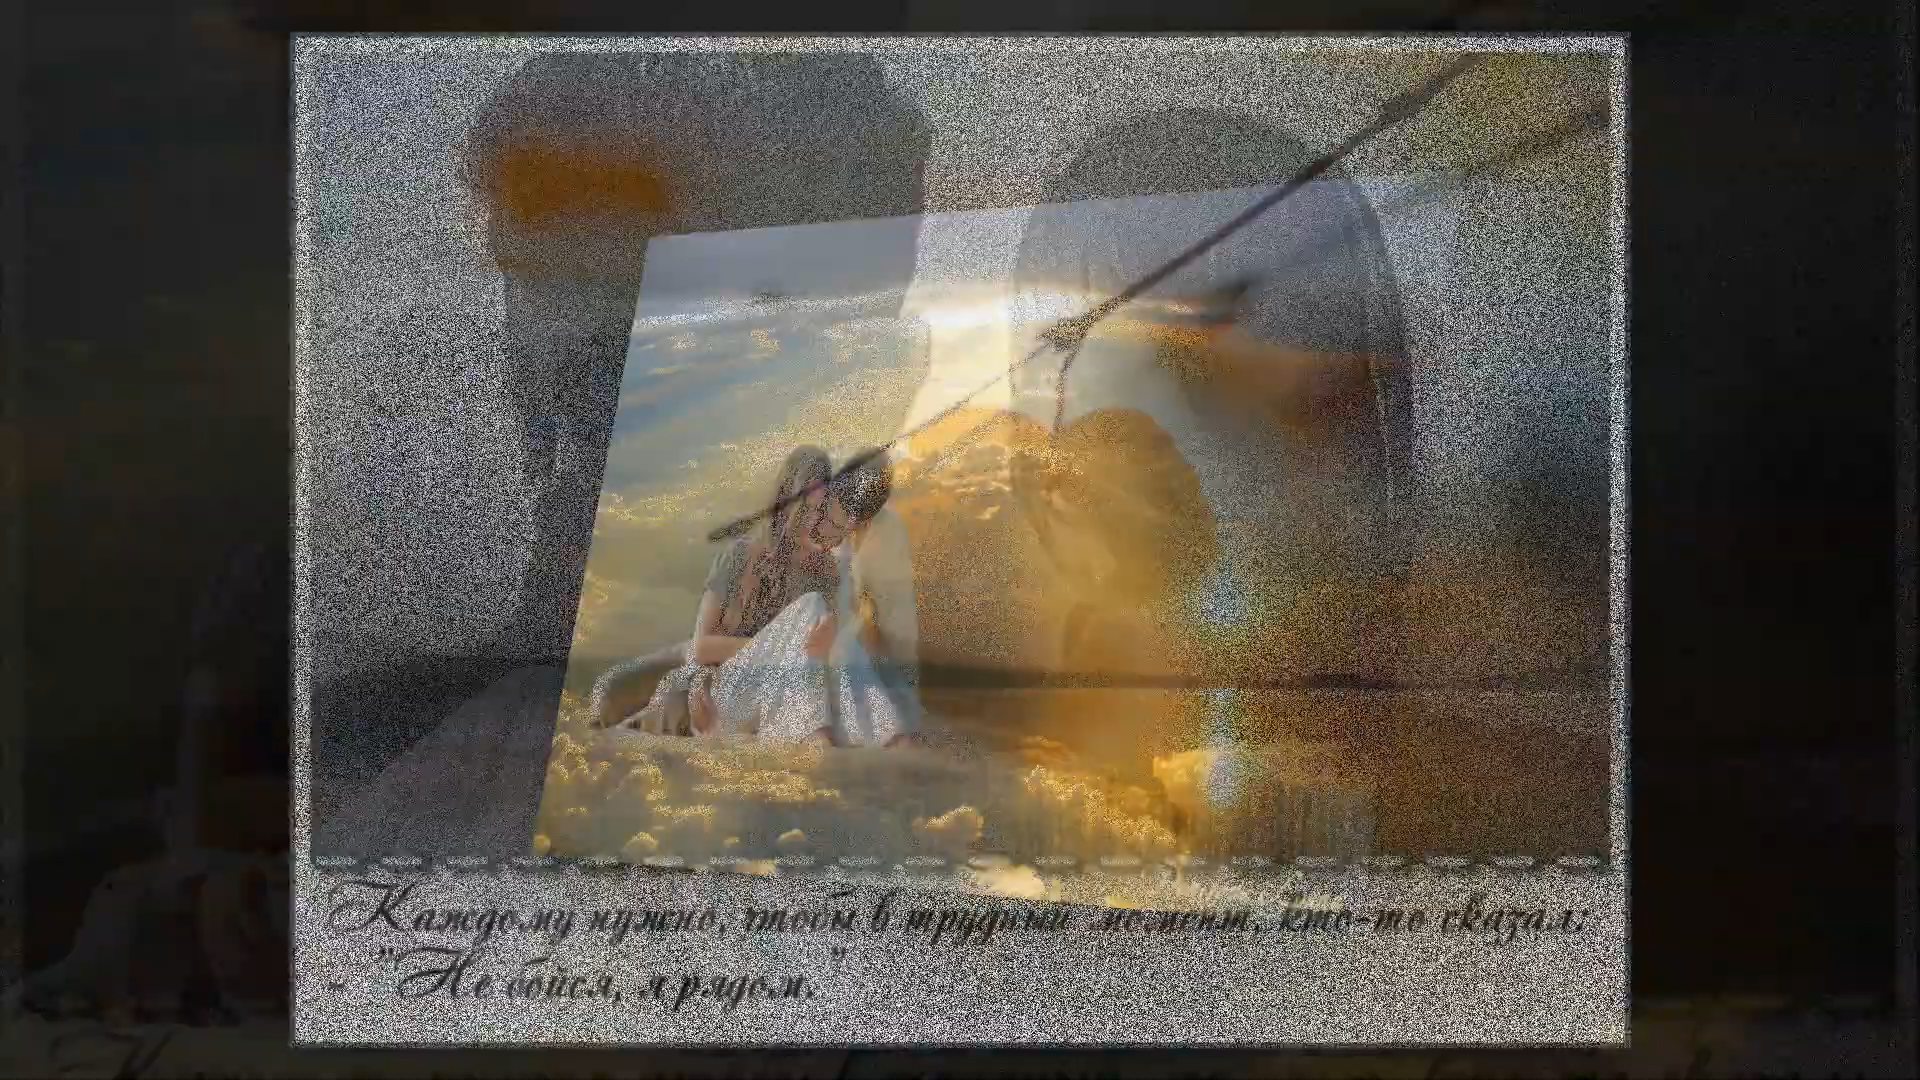 Каждому нужно, чтобы в трудный момент, кто-то сказал:
- "Не бойся, я рядом."